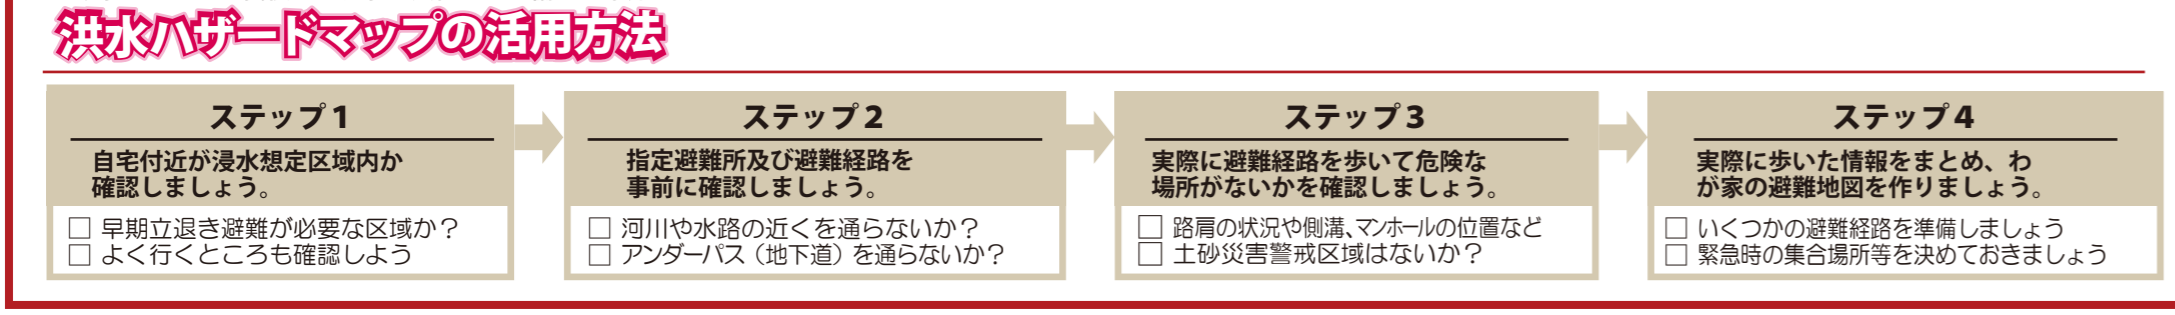 洪水ハザードマップの活用方法
ステップ1
自宅付近が浸水想定区域内か
確認しましょう。
□ 早期立退き避難が必要な区域か？
□ よく行くところも確認しよう
ステップ2
指定避難所及び避難経路を
事前に確認しましょう。
□ 河川や水路の近くを通らないか？
□ アンダーパス（地下道）を通らないか？
ステップ3
実際に避難経路を歩いて危険な
場所がないかを確認しましょう。
□ 路肩の状況や側溝、マンホールの位置など
□ 土砂災害警戒区域はないか？
ステップ4
実際に歩いた情報をまとめ、わ
が家の避難地図を作りましょう。
□ いくつかの避難経路を準備しましょう
□ 緊急時の集合場所等を決めておきましょう